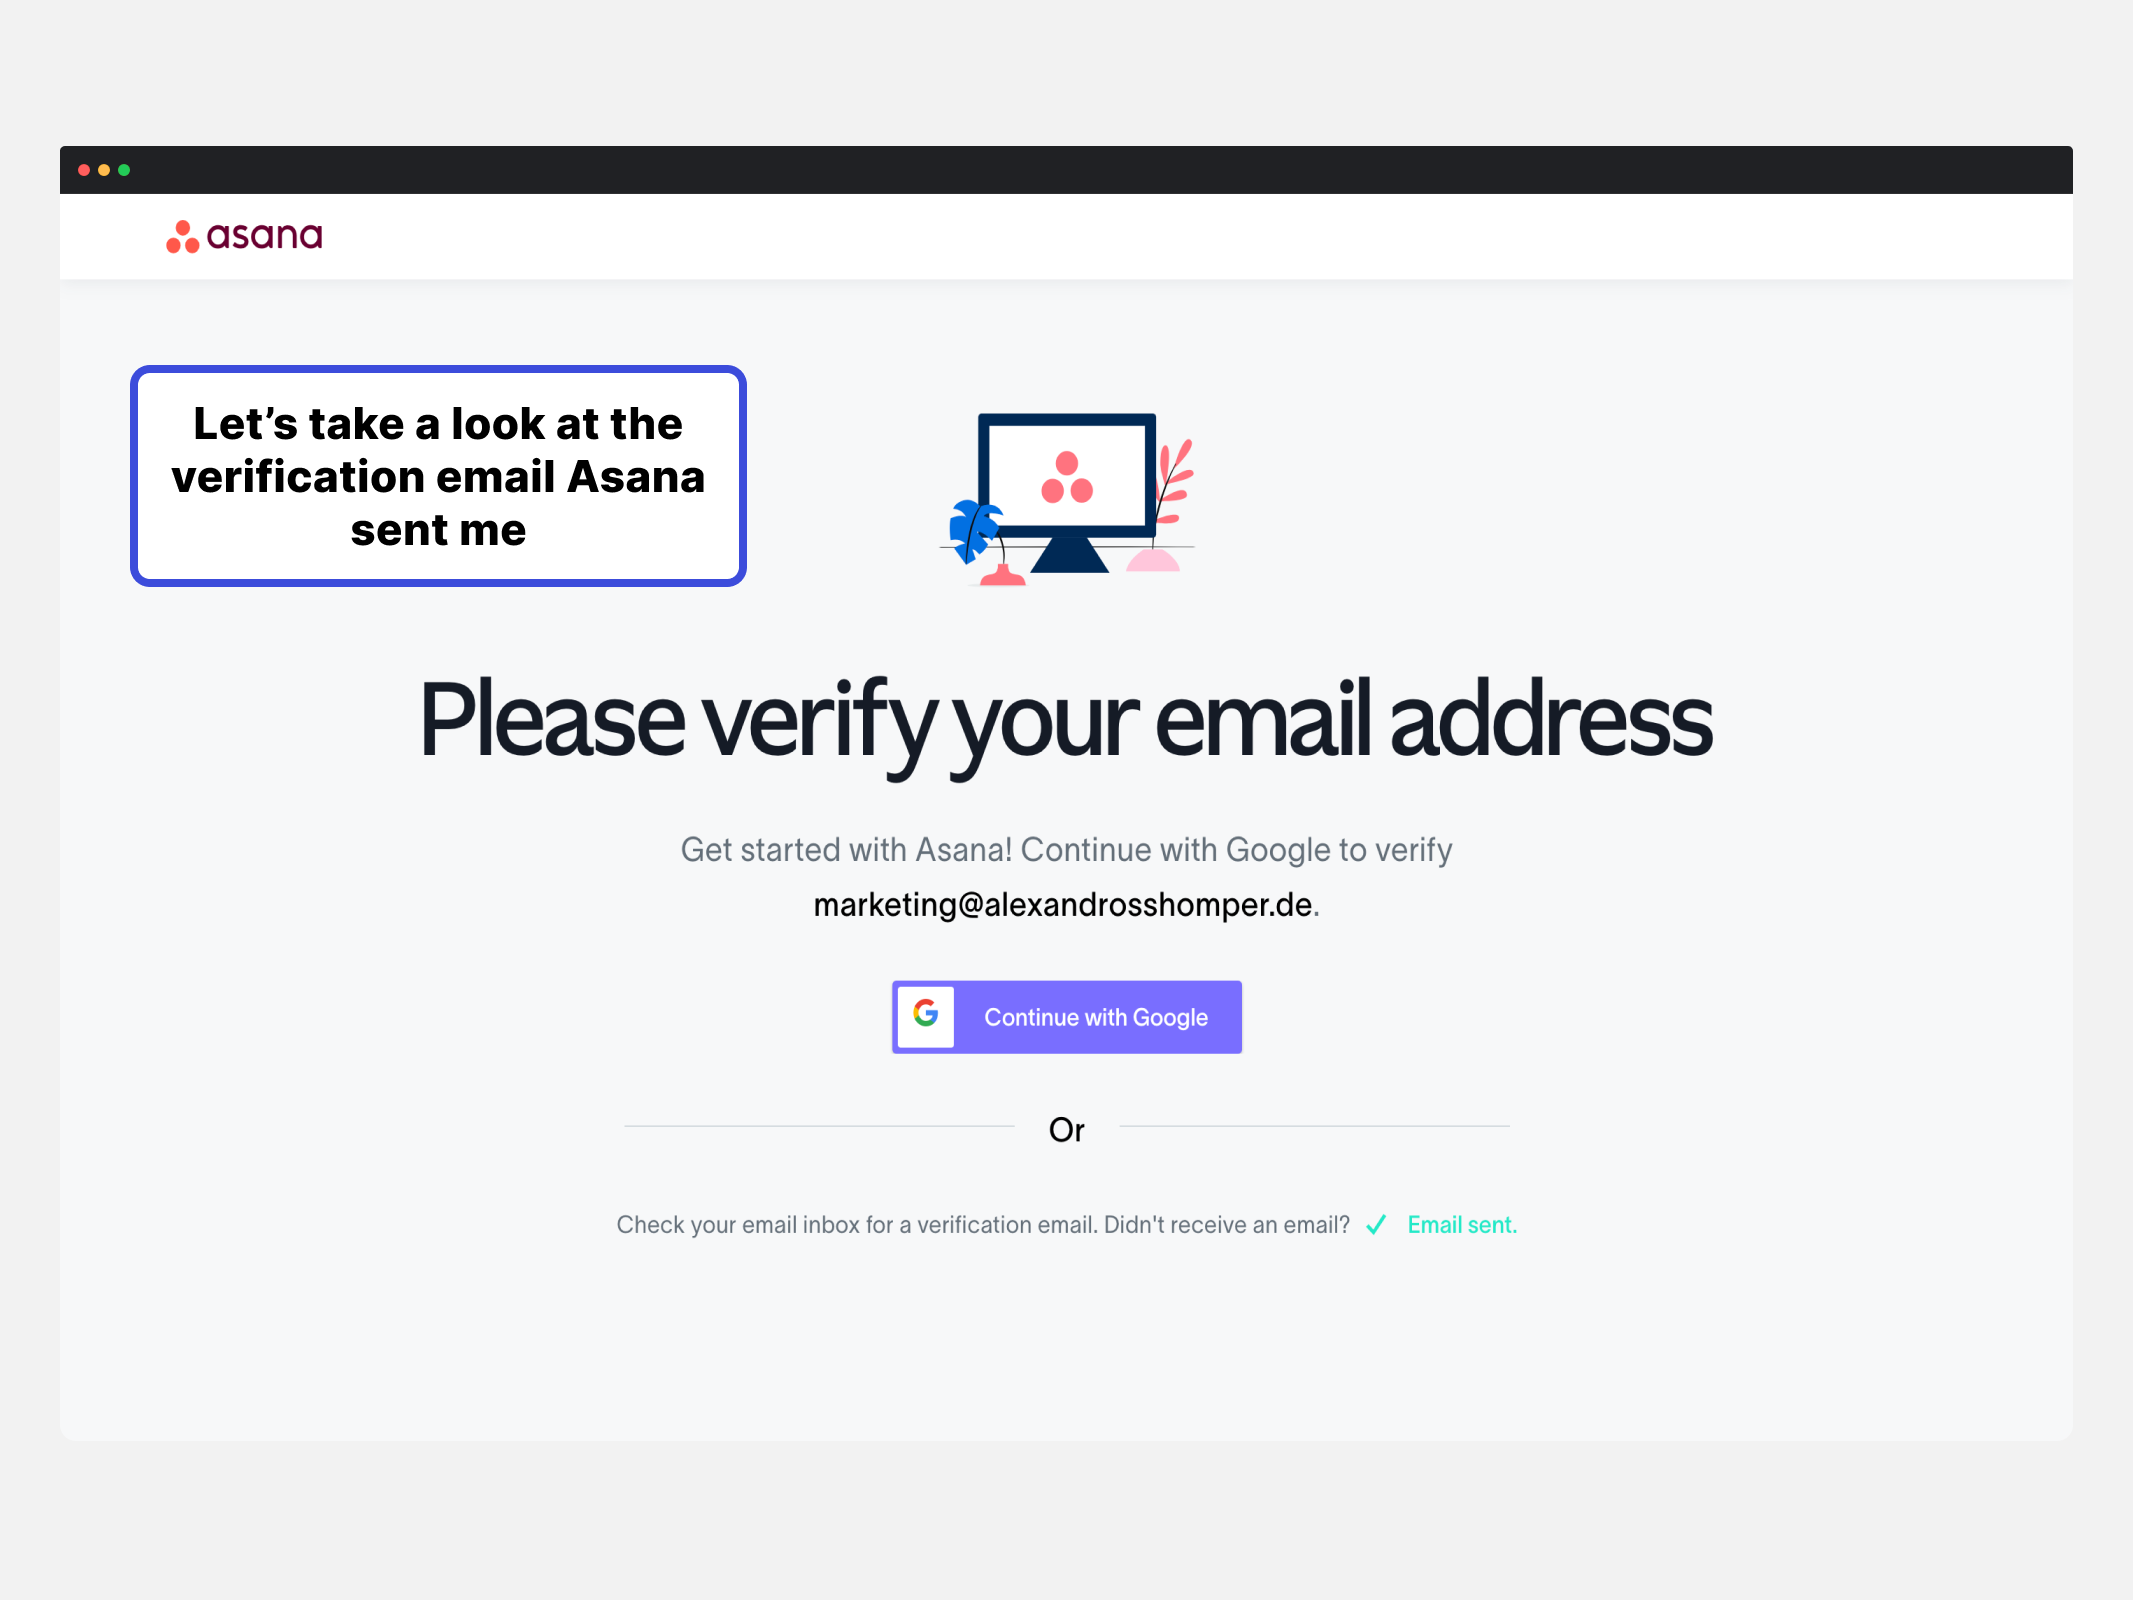 asana
Let’s take a look at the
verification email Asana
sent me
Please verify your email address
Get started with Asana! Continue with Google to verify
marketing@alexandrosshomper.de.
Continue with Google
Or
Check your email inbox for a verification email. Didn't receive an email? ✓ Email sent.